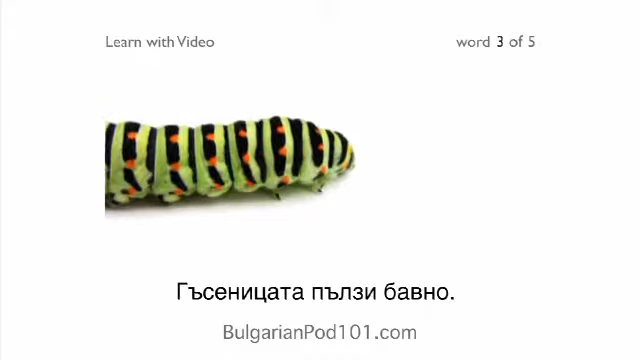 Learn with Video
word 3 of 5
Гъсеницата пълзи бавно.
BulgarianPod101.com